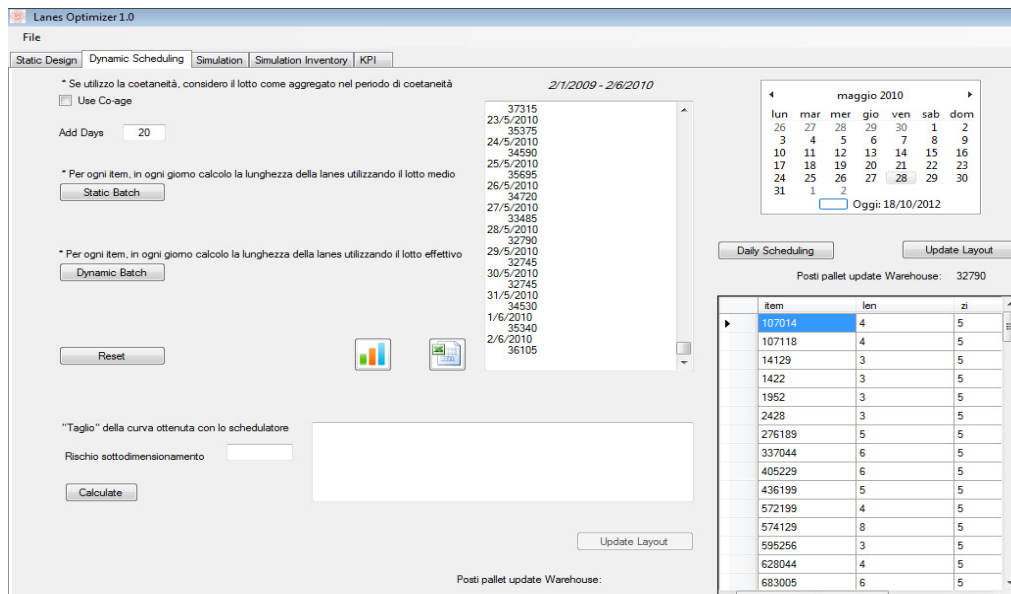 Lanes Optimizer 1.0
File
Static Design Dynamic Scheduling Simulation Simulation Inventory KPI
* Se utilizzo la coetaneità, considero il lotto come aggregato nel periodo di coetaneità
Use Co-age
Add Days 20
* Per ogni item, in ogni giorno calcolo la lunghezza della lanes utilizzando il lotto medio
Static Batch
* Per ogni item, in ogni giorno calcolo la lunghezza della lanes utilizzando il lotto effettivo
Dynamic Batch
Reset
2/1/2009 - 2/6/2010
37315
23/5/2010
35375
24/5/2010
34590
25/5/2010
35695
26/5/2010
34720
27/5/2010
33485
28/5/2010
32790
29/5/2010
32745
30/5/2010
32745
31/5/2010
34530
1/6/2010
35340
2/6/2010
36105
"Taglio" della curva ottenuta con lo schedulatore
Rischio sottodimensionamento
Calculate
Update Layout
Posti pallet update Warehouse:
maggio 2010
lun mar mer gio ven sab dom
26 27 28 29 30 1 2
3 4 5 6 7 8 9
10 11 12 13 14 15 16
17 18 19 20 21 22 23
24 25 26 27 28 29 30
31 1 2
Oggi: 18/10/2012
Daily Scheduling Update Layout
Posti pallet update Warehouse: 32790
item len zi
107014 4 5
107118 4 5
14129 3 5
1422 3 5
1952 3 5
2428 3 5
276189 5 5
337044 6 5
405229 6 5
436199 5 5
572199 4 5
574129 8 5
595256 3 5
628044 4 5
683005 6 5